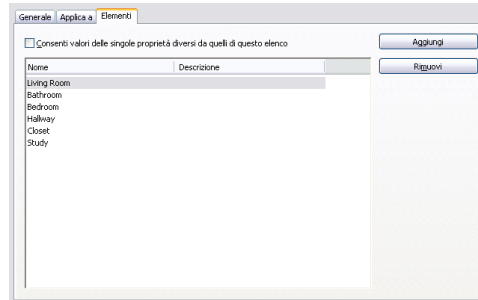 Generale Applica a Elementi
Consenti valori delle singole proprietà diversi da quelli di questo elenco
Aggiungi
Rimuovi
Nome Descrizione
Living Room
Bathroom
Bedroom
Hallway
Closet
Study